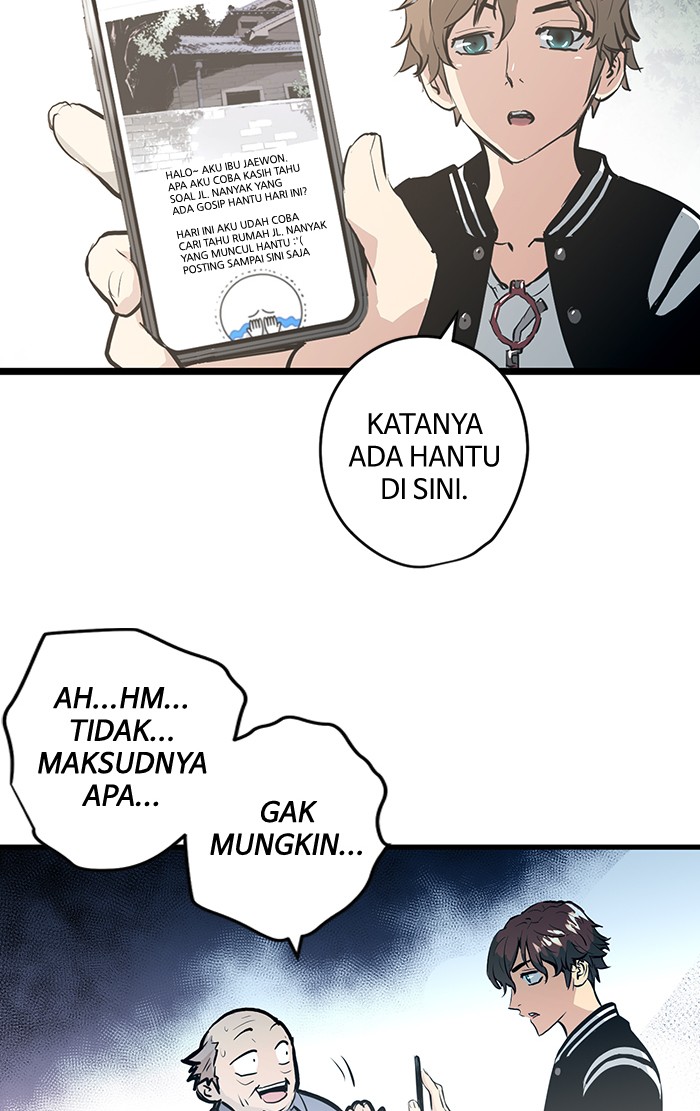 HALO~ AKU IBU JAEWON.
APA AKU COBA KASIH TAHU
SOAL JL. NANYAK YANG
ADA GOSIP HANTU HARI INI?
HARI INI AKU UDAH COBA
CARI TAHU RUMAH JL. NANYAK
YANG MUNCUL HANTU :'(
POSTING SAMPAI SINI SAJA
KATANYA
ADA HANTU
DI SINI.
AH...HM...
TIDAK...
MAKSUDNYA
APA...
GAK
MUNGKIN...